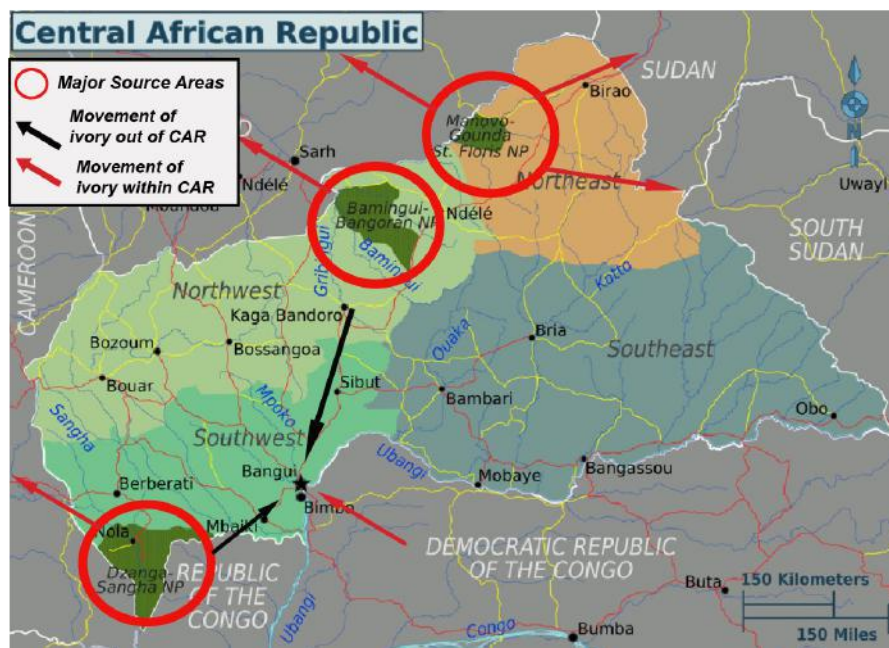 Central African Republic
Major Source Areas
Movement of
ivory out of CAR
Movement of
ivory within CAR
SUDAN
Birao
Manovo-
Gounda
St. Floris NP
Northeast
Sarh
Ndélé
Uwayl
SOUTH
SUDAN
CAMEROON
Bamingui-
Bangoran NP
Ndélé
Gribingui
Bamingui
Kotto
Northwest
Kaga Bandoro
Ouaka
Bria
Southeast
Bozoum
Bossangoa
Bouar
Mpoko
Sibut
Bambari
Obo
Sangha
Southwest
Bangui
Ubangi
Mobaye
Bangassou
Berberati
Bimbo
Mbaiki
Nola
Dzanga-
Sangha NP
REPUBLIC
OF THE
CONGO
DEMOCRATIC REPUBLIC
OF THE CONGO
Ubangi
Congo
Bumba
Buta
150 Kilometers
150 Miles
N